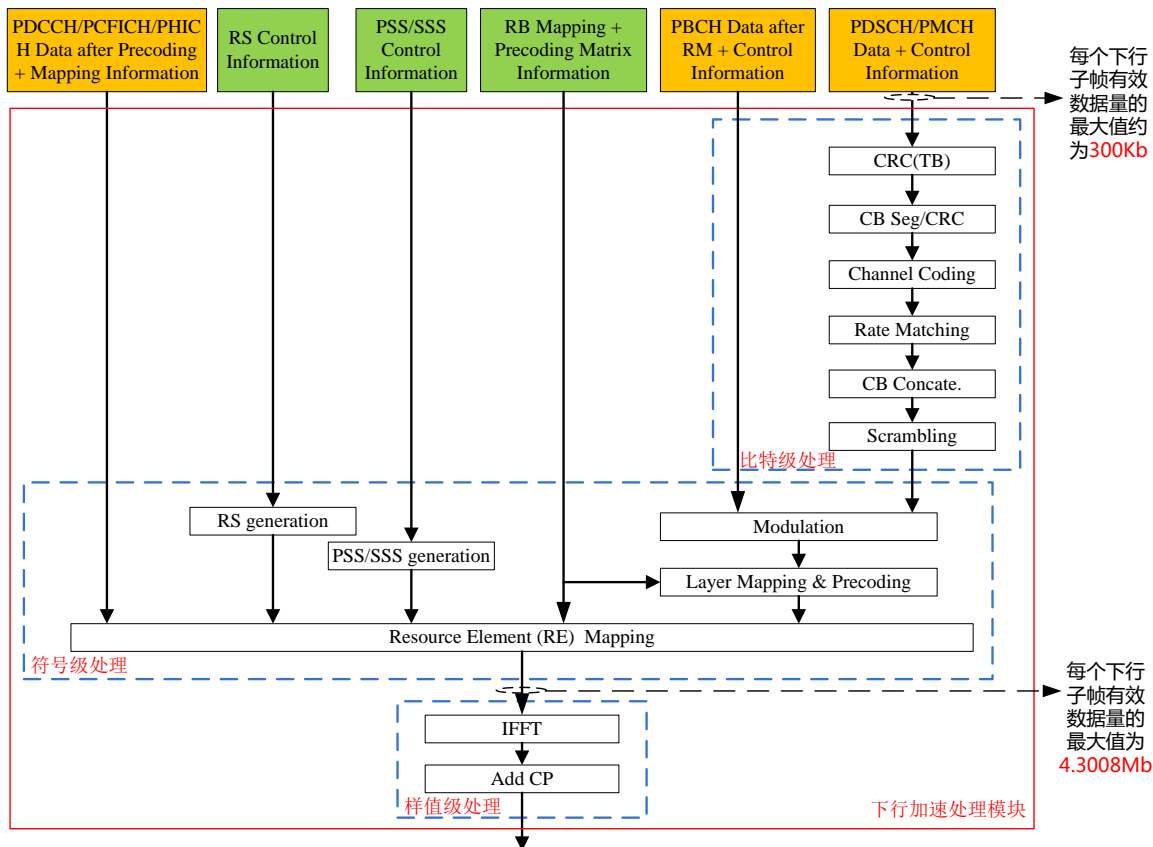 PDCCH/PCFICH/PHIC
H Data after Precoding
+ Mapping Information
RS Control
Information
PSS/SSS
Control
Information
RB Mapping +
Precoding Matrix
Information
PBCH Data after
RM + Control
Information
PDSCH/PMCH
Data + Control
Information
每个下行
子帧有效
数据量的
最大值约
为300Kb
CRC(TB)
CB Seg/CRC
Channel Coding
Rate Matching
CB Concate.
Scrambling
比特级处理
RS generation
PSS/SSS generation
Modulation
Layer Mapping & Precoding
Resource Element (RE) Mapping
符号级处理
每个下行
子帧有效
数据量的
最大值为
4.3008Mb
IFFT
Add CP
样值级处理
下行加速处理模块